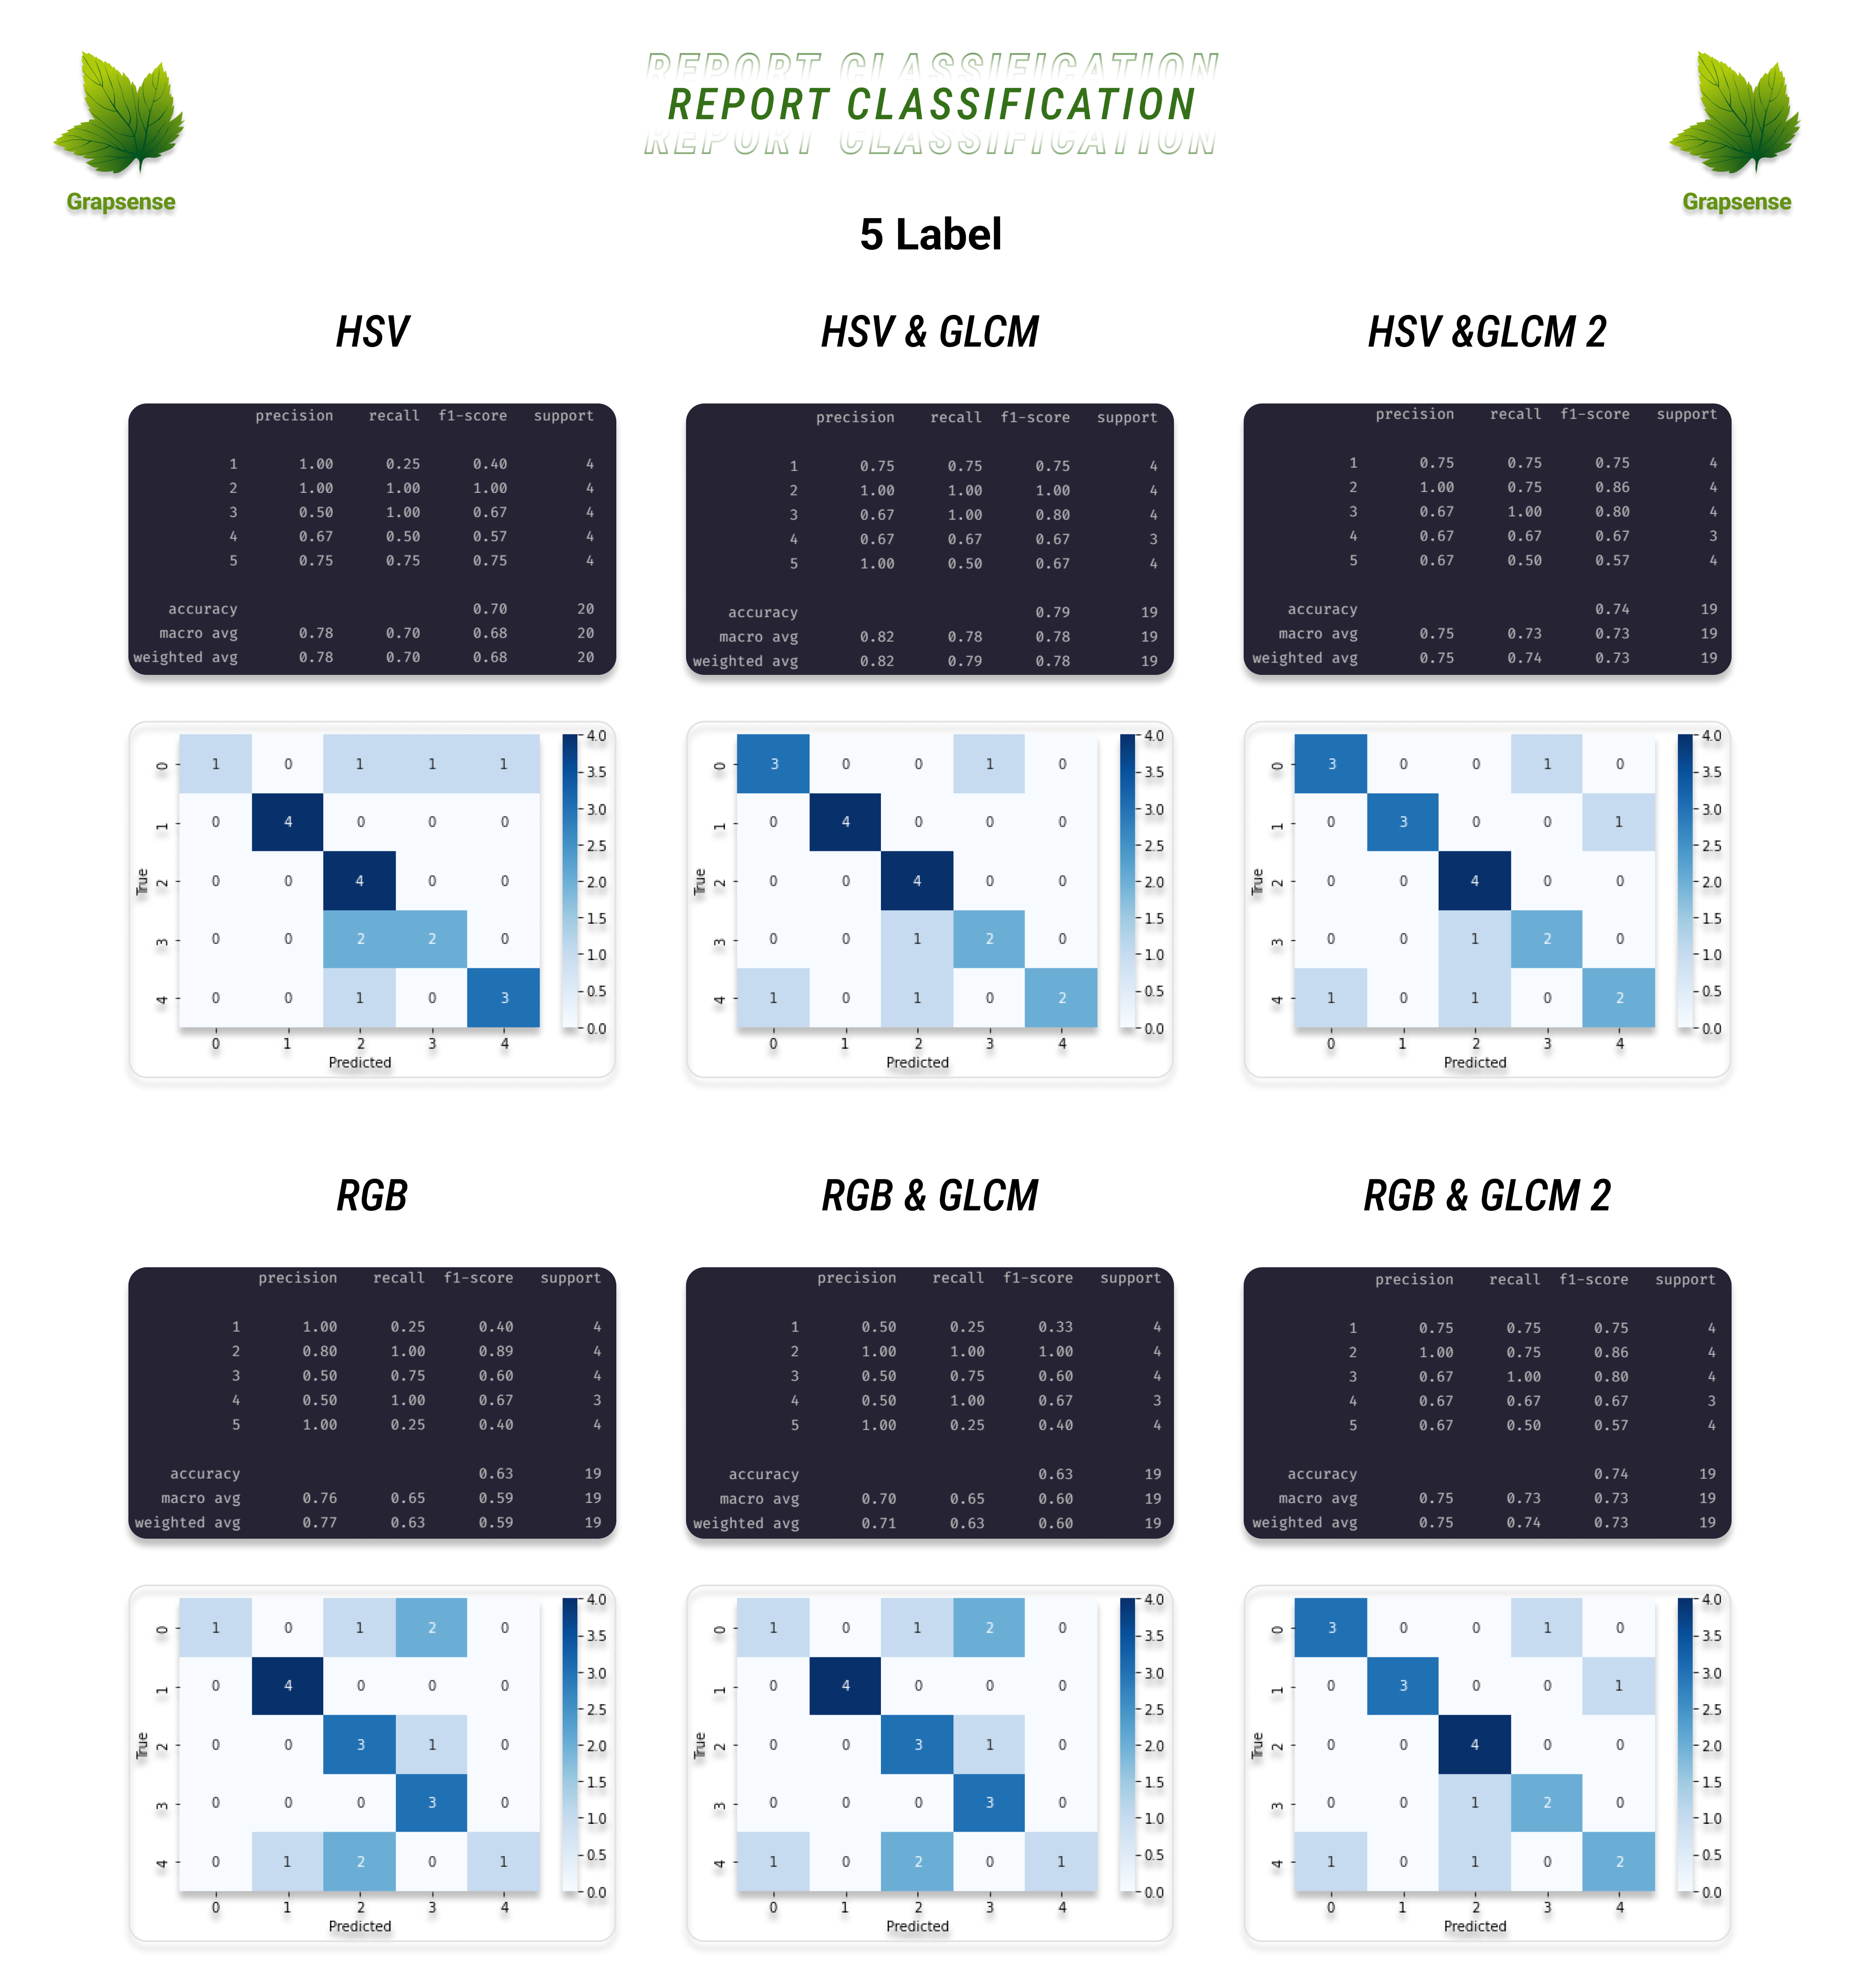 REPORT CLASSIFICATION
REPORT CLASSIFICATION
REPORT CLASSIFICATION
Grapsense
Grapsense
5 Label
HSV
precision recall f1-score support
1 1.00 0.25 0.40 4
2 1.00 1.00 1.00 4
3 0.50 1.00 0.67 4
4 0.67 0.50 0.57 4
5 0.75 0.75 0.75 4
accuracy 0.70 20
macro avg 0.78 0.70 0.68 20
weighted avg 0.78 0.70 0.68 20
4.0
3.5
3.0
2.5
2.0
1.5
1.0
0.5
0.0
True
0 1 0 1 1 1
1 0 4 0 0 0
2 0 0 4 0 0
3 0 0 2 2 0
4 0 0 1 0 3
0 1 2 3 4
Predicted
HSV & GLCM
precision recall f1-score support
1 0.75 0.75 0.75 4
2 1.00 1.00 1.00 4
3 0.67 1.00 0.80 4
4 0.67 0.67 0.67 3
5 1.00 0.50 0.67 4
accuracy 0.79 19
macro avg 0.82 0.78 0.78 19
weighted avg 0.82 0.79 0.78 19
4.0
3.5
3.0
2.5
2.0
1.5
1.0
0.5
0.0
True
0 3 0 0 1 0
1 0 4 0 0 0
2 0 0 4 0 0
3 0 0 1 2 0
4 1 0 1 0 2
0 1 2 3 4
Predicted
HSV &GLCM 2
precision recall f1-score support
1 0.75 0.75 0.75 4
2 1.00 0.75 0.86 4
3 0.67 1.00 0.80 4
4 0.67 0.67 0.67 3
5 0.67 0.50 0.57 4
accuracy 0.74 19
macro avg 0.75 0.73 0.73 19
weighted avg 0.75 0.74 0.73 19
4.0
3.5
3.0
2.5
2.0
1.5
1.0
0.5
0.0
True
0 3 0 0 1 0
1 0 3 0 0 1
2 0 0 4 0 0
3 0 0 1 2 0
4 1 0 1 0 2
0 1 2 3 4
Predicted
RGB
precision recall f1-score support
1 1.00 0.25 0.40 4
2 0.80 1.00 0.89 4
3 0.50 0.75 0.60 4
4 0.50 1.00 0.67 3
5 1.00 0.25 0.40 4
accuracy 0.63 19
macro avg 0.76 0.65 0.59 19
weighted avg 0.77 0.63 0.59 19
4.0
3.5
3.0
2.5
2.0
1.5
1.0
0.5
0.0
True
0 1 0 1 2 0
1 0 4 0 0 0
2 0 0 3 1 0
3 0 0 0 3 0
4 0 1 2 0 1
0 1 2 3 4
Predicted
RGB & GLCM
precision recall f1-score support
1 0.50 0.25 0.33 4
2 1.00 1.00 1.00 4
3 0.50 0.75 0.60 4
4 0.50 1.00 0.67 3
5 1.00 0.25 0.40 4
accuracy 0.63 19
macro avg 0.70 0.65 0.60 19
weighted avg 0.71 0.63 0.60 19
4.0
3.5
3.0
2.5
2.0
1.5
1.0
0.5
0.0
True
0 1 0 1 2 0
1 0 4 0 0 0
2 0 0 3 1 0
3 0 0 0 3 0
4 1 0 2 0 1
0 1 2 3 4
Predicted
RGB & GLCM 2
precision recall f1-score support
1 0.75 0.75 0.75 4
2 1.00 0.75 0.86 4
3 0.67 1.00 0.80 4
4 0.67 0.67 0.67 3
5 0.67 0.50 0.57 4
accuracy 0.74 19
macro avg 0.75 0.73 0.73 19
weighted avg 0.75 0.74 0.73 19
4.0
3.5
3.0
2.5
2.0
1.5
1.0
0.5
0.0
True
0 3 0 0 1 0
1 0 3 0 0 1
2 0 0 4 0 0
3 0 0 1 2 0
4 1 0 1 0 2
0 1 2 3 4
Predicted